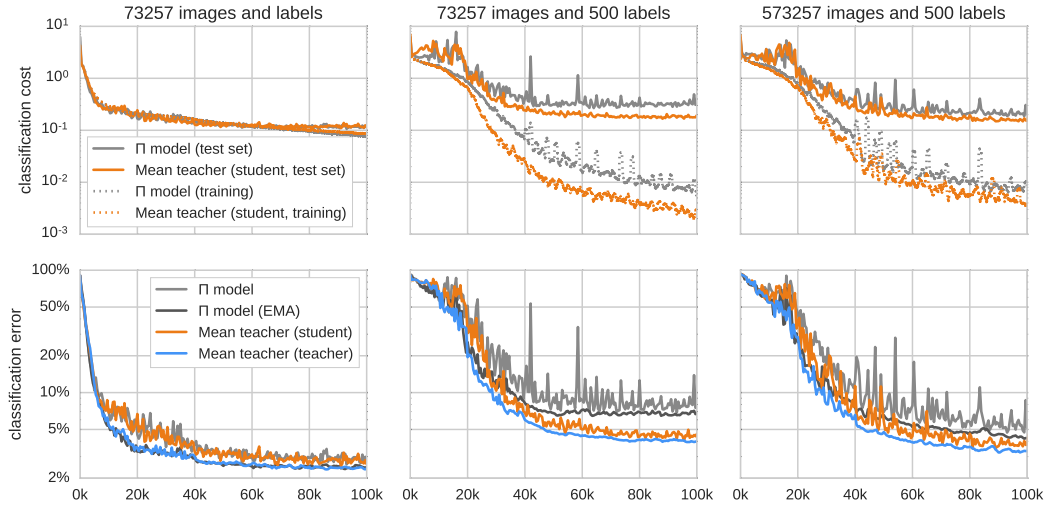 73257 images and labels
73257 images and 500 labels
573257 images and 500 labels
classification cost
10¹
10⁰
10⁻¹
10⁻²
10⁻³
Π model (test set)
Mean teacher (student, test set)
Π model (training)
Mean teacher (student, training)
classification error
100%
50%
20%
10%
5%
2%
Π model
Π model (EMA)
Mean teacher (student)
Mean teacher (teacher)
0k 20k 40k 60k 80k 100k
0k 20k 40k 60k 80k 100k
0k 20k 40k 60k 80k 100k